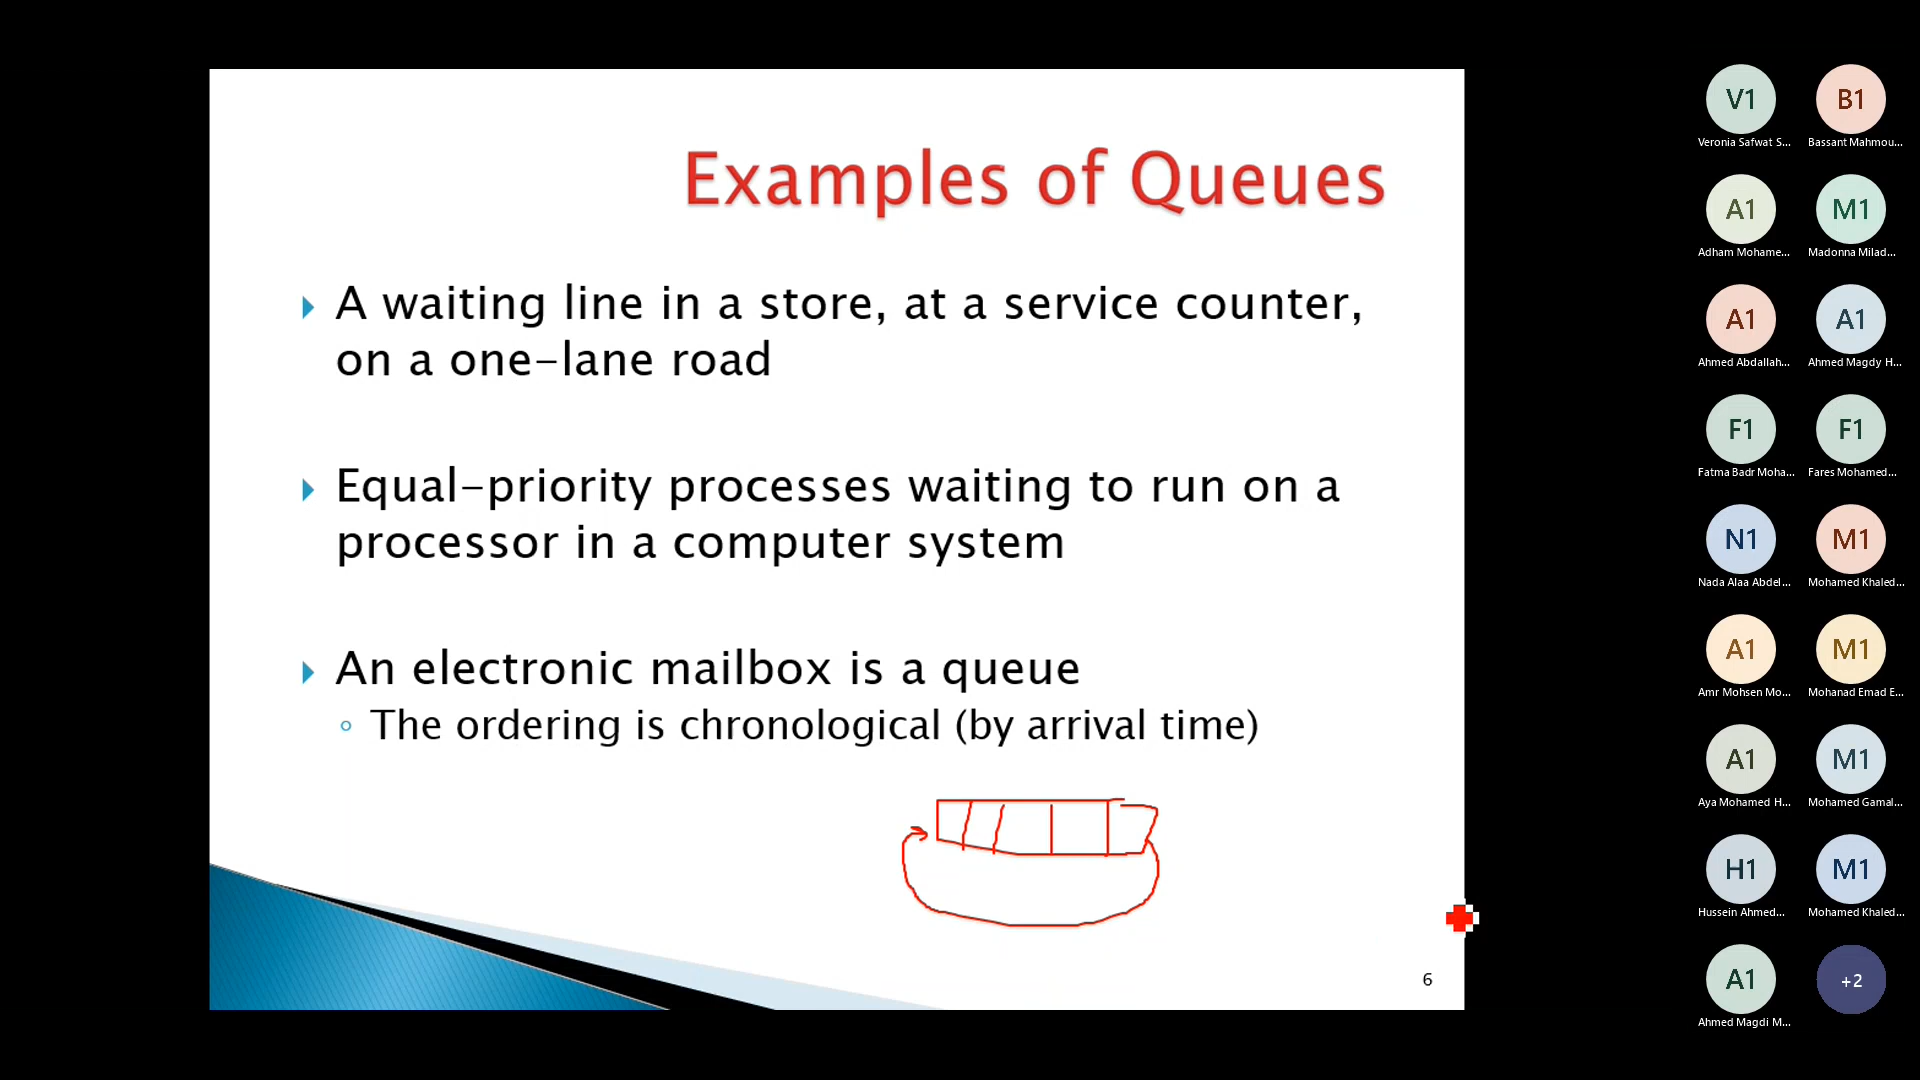 Examples of Queues
A waiting line in a store, at a service counter,
on a one-lane road
Equal-priority processes waiting to run on a
processor in a computer system
An electronic mailbox is a queue
The ordering is chronological (by arrival time)
6
V1
Veronia Safwat S...
B1
Bassant Mahmou...
A1
Adham Mohame...
M1
Madonna Milad...
A1
Ahmed Abdallah...
A1
Ahmed Magdy H...
F1
Fatma Badr Moha...
F1
Fares Mohamed...
N1
Nada Alaa Abdel...
M1
Mohamed Khaled...
A1
Amr Mohsen Mo...
M1
Mohanad Emad E...
A1
Aya Mohamed H...
M1
Mohamed Gamal...
H1
Hussein Ahmed...
M1
Mohamed Khaled...
A1
Ahmed Magdi M...
+2